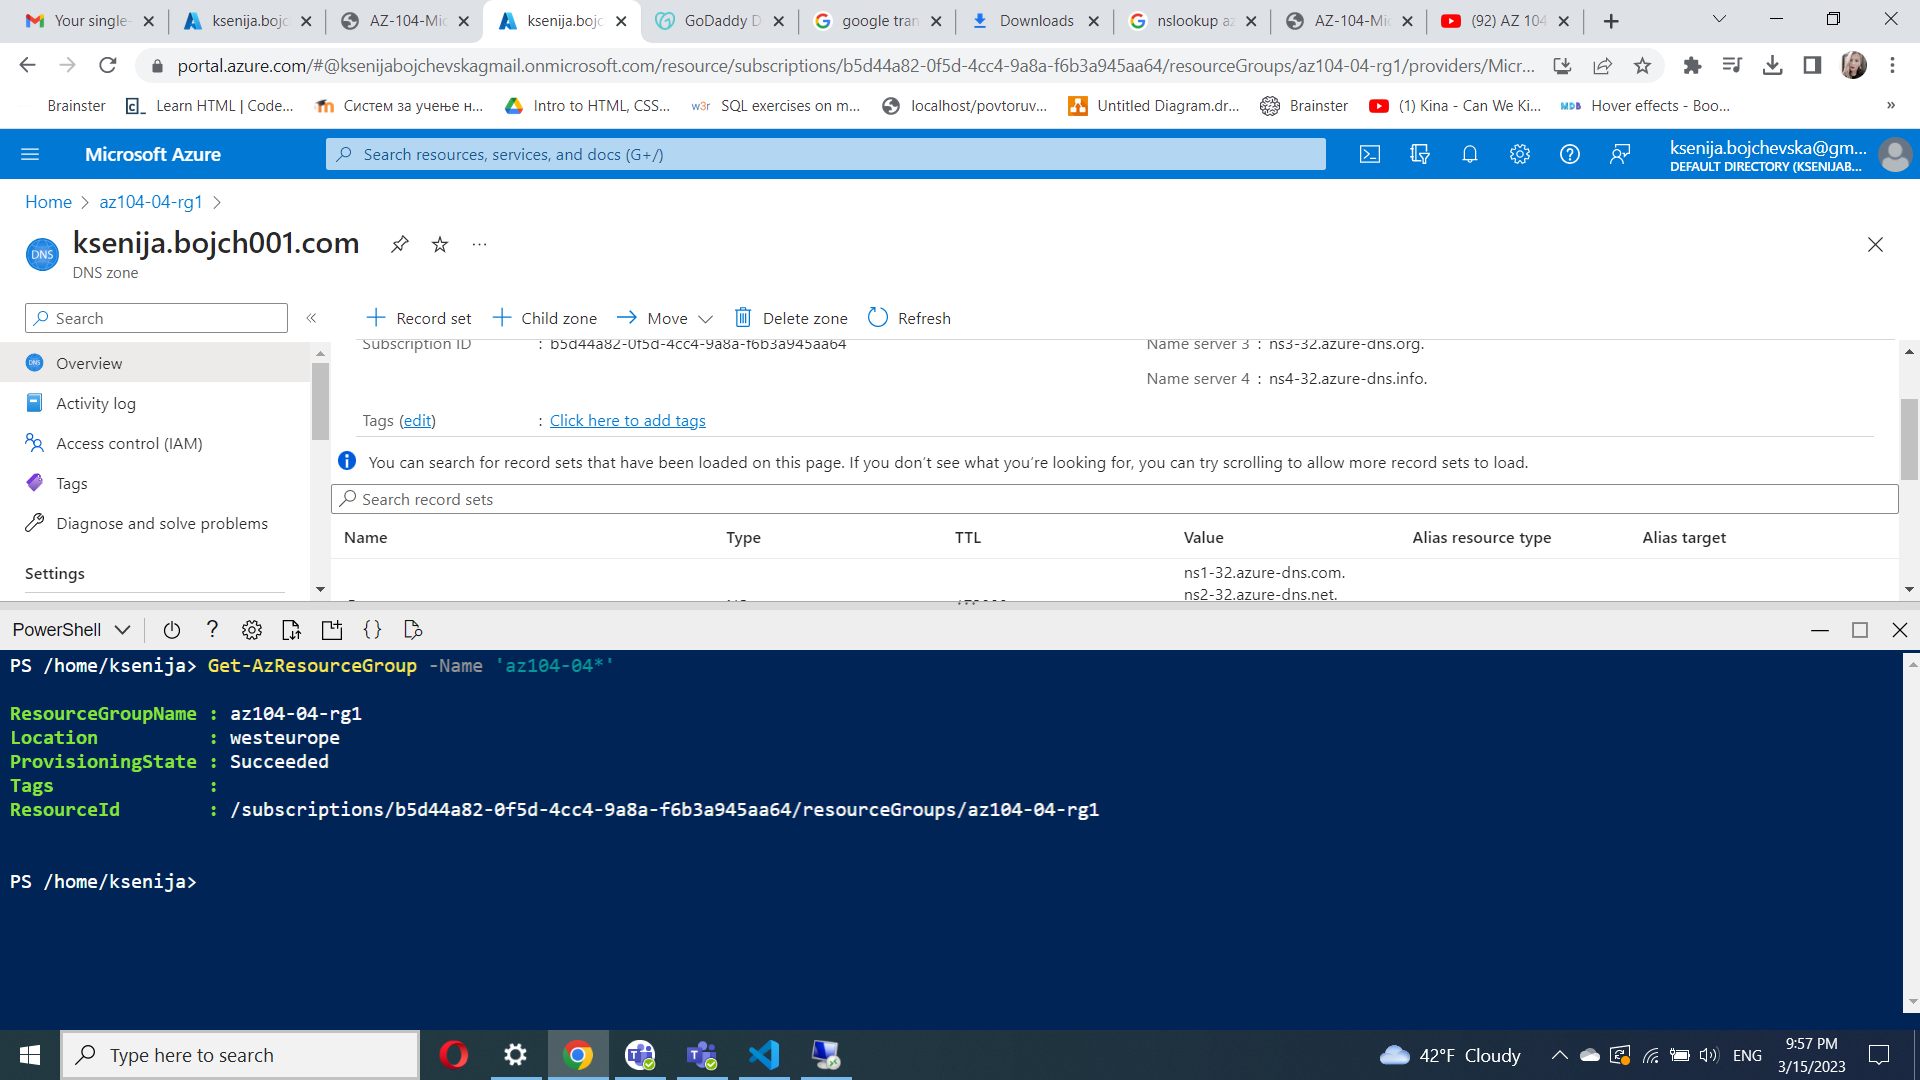 Your single-
ksenija.bojc
AZ-104-Mic
ksenija.bojc
GoDaddy D
google tran
Downloads
nslookup az
AZ-104-Mi
(92) AZ 104
portal.azure.com/#@ksenijabojchevskagmail.onmicrosoft.com/resource/subscriptions/b5d44a82-0f5d-4cc4-9a8a-f6b3a945aa64/resourceGroups/az104-04-rg1/providers/Micr...
Brainster
Learn HTML | Code...
Систем за учење н...
Intro to HTML, CSS...
SQL exercises on m...
localhost/povtoruv...
Untitled Diagram.dr...
Brainster
(1) Kina - Can We Ki...
Hover effects - Boo...
»
Microsoft Azure
Search resources, services, and docs (G+/)
ksenija.bojchevska@gm...
DEFAULT DIRECTORY (KSENIJAB...
Home > az104-04-rg1 >
DNS
ksenija.bojch001.com
...
DNS zone
Search
«
Record set
Child zone
Move
Delete zone
Refresh
Overview
Activity log
Access control (IAM)
Tags
Diagnose and solve problems
Settings
Subscription ID : b5d44a82-0f5d-4cc4-9a8a-f6b3a945aa64
Name server 3 : ns3-32.azure-dns.org.
Name server 4 : ns4-32.azure-dns.info.
Tags (edit) : Click here to add tags
You can search for record sets that have been loaded on this page. If you don't see what you're looking for, you can try scrolling to allow more record sets to load.
Search record sets
Name Type TTL Value Alias resource type Alias target
ns1-32.azure-dns.com.
ns2-32.azure-dns.net.
PowerShell
?
{}
PS /home/ksenija> Get-AzResourceGroup -Name 'az104-04*'
ResourceGroupName : az104-04-rg1
Location : westeurope
ProvisioningState : Succeeded
Tags :
ResourceId : /subscriptions/b5d44a82-0f5d-4cc4-9a8a-f6b3a945aa64/resourceGroups/az104-04-rg1
PS /home/ksenija>
Type here to search
42°F Cloudy
ENG
9:57 PM
3/15/2023